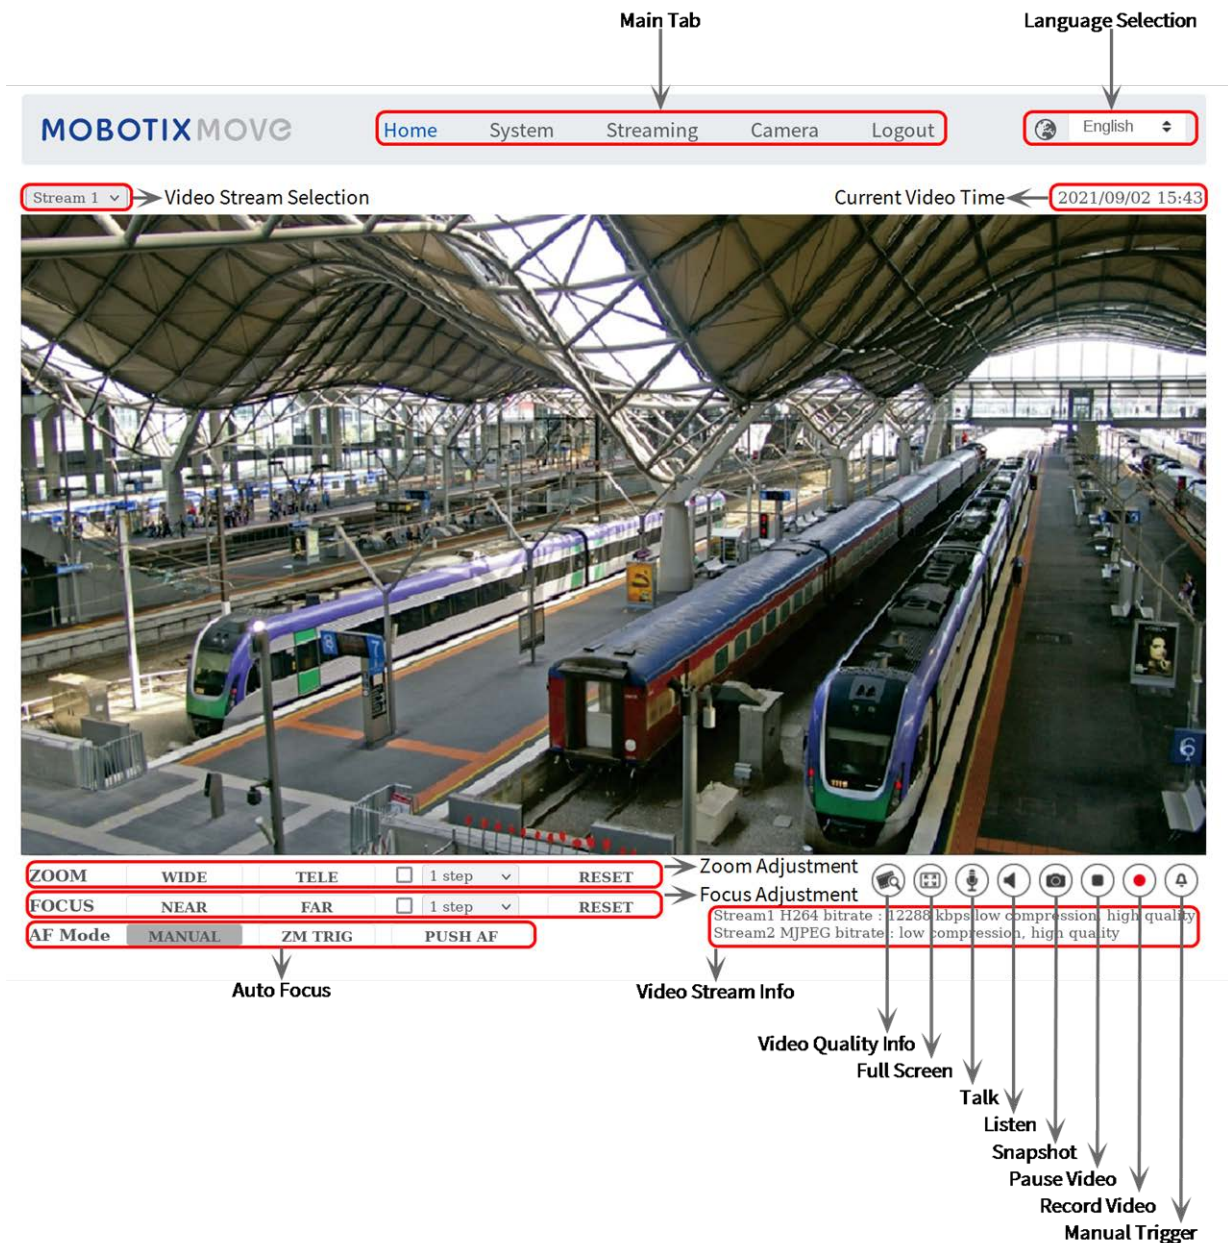 Main Tab
Language Selection
MOBOTIX MOVE
Home System Streaming Camera Logout
English
Stream 1
Video Stream Selection
Current Video Time
2021/09/02 15:43
8
7
6
ZOOM WIDE TELE 1 step RESET
Zoom Adjustment
FOCUS NEAR FAR 1 step RESET
Focus Adjustment
Stream1 H264 bitrate : 12288 kbps low compression, high quality
Stream2 MJPEG bitrate : low compression, high quality
AF Mode MANUAL ZM TRIG PUSH AF
Auto Focus
Video Stream Info
Video Quality Info
Full Screen
Talk
Listen
Snapshot
Pause Video
Record Video
Manual Trigger